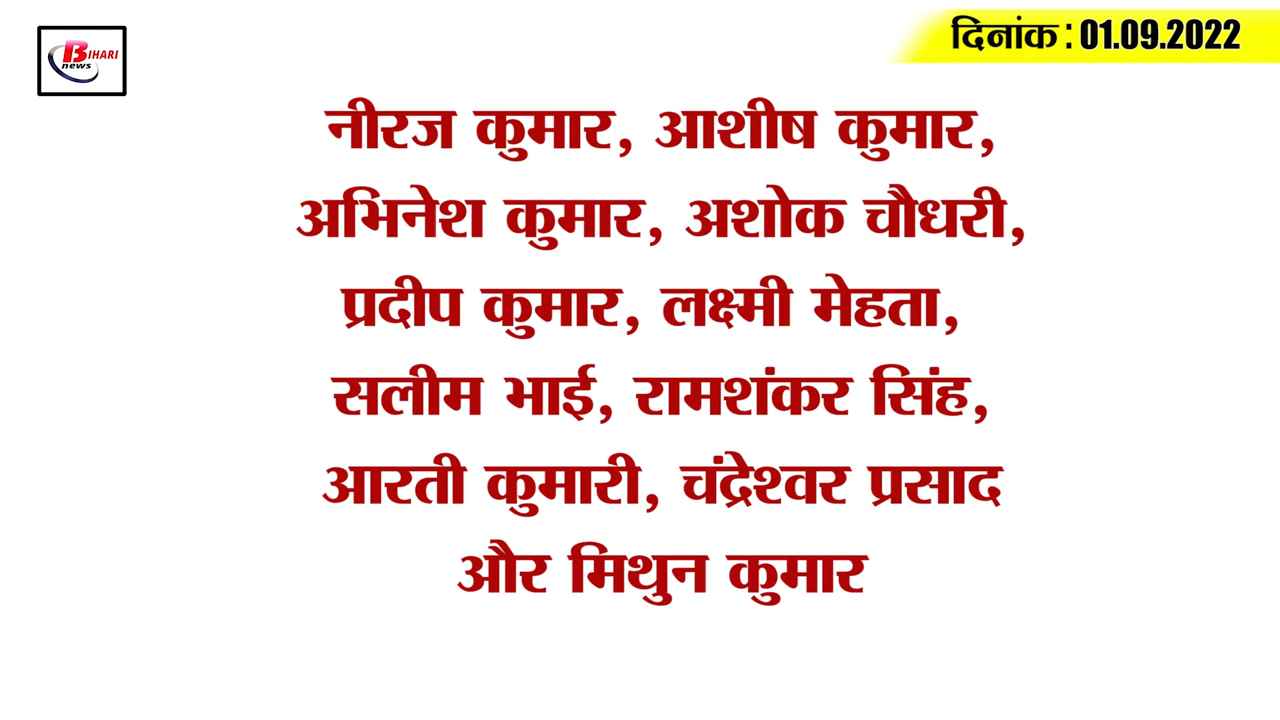 BIHARI
news
दिनांक : 01.09.2022
नीरज कुमार, आशीष कुमार,
अभिनेश कुमार, अशोक चौधरी,
प्रदीप कुमार, लक्ष्मी मेहता,
सलीम भाई, रामशंकर सिंह,
आरती कुमारी, चंद्रेश्वर प्रसाद
और मिथुन कुमार